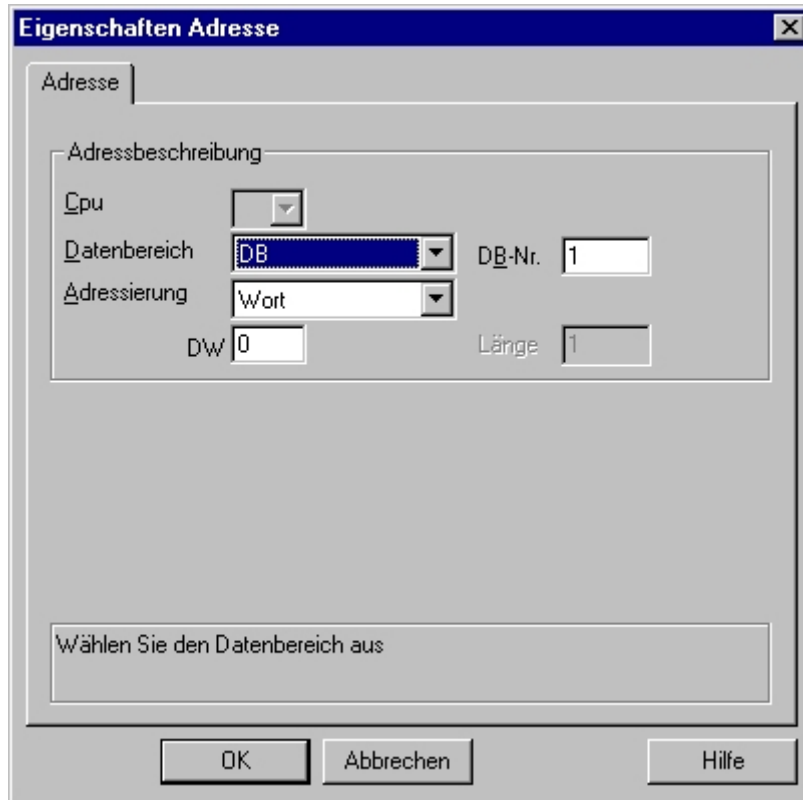 Eigenschaften Adresse
Adresse
Adressbeschreibung
Cpu
Datenbereich DB DB-Nr. 1
Adressierung Wort
DW 0 Länge 1
Wählen Sie den Datenbereich aus
OK Abbrechen Hilfe